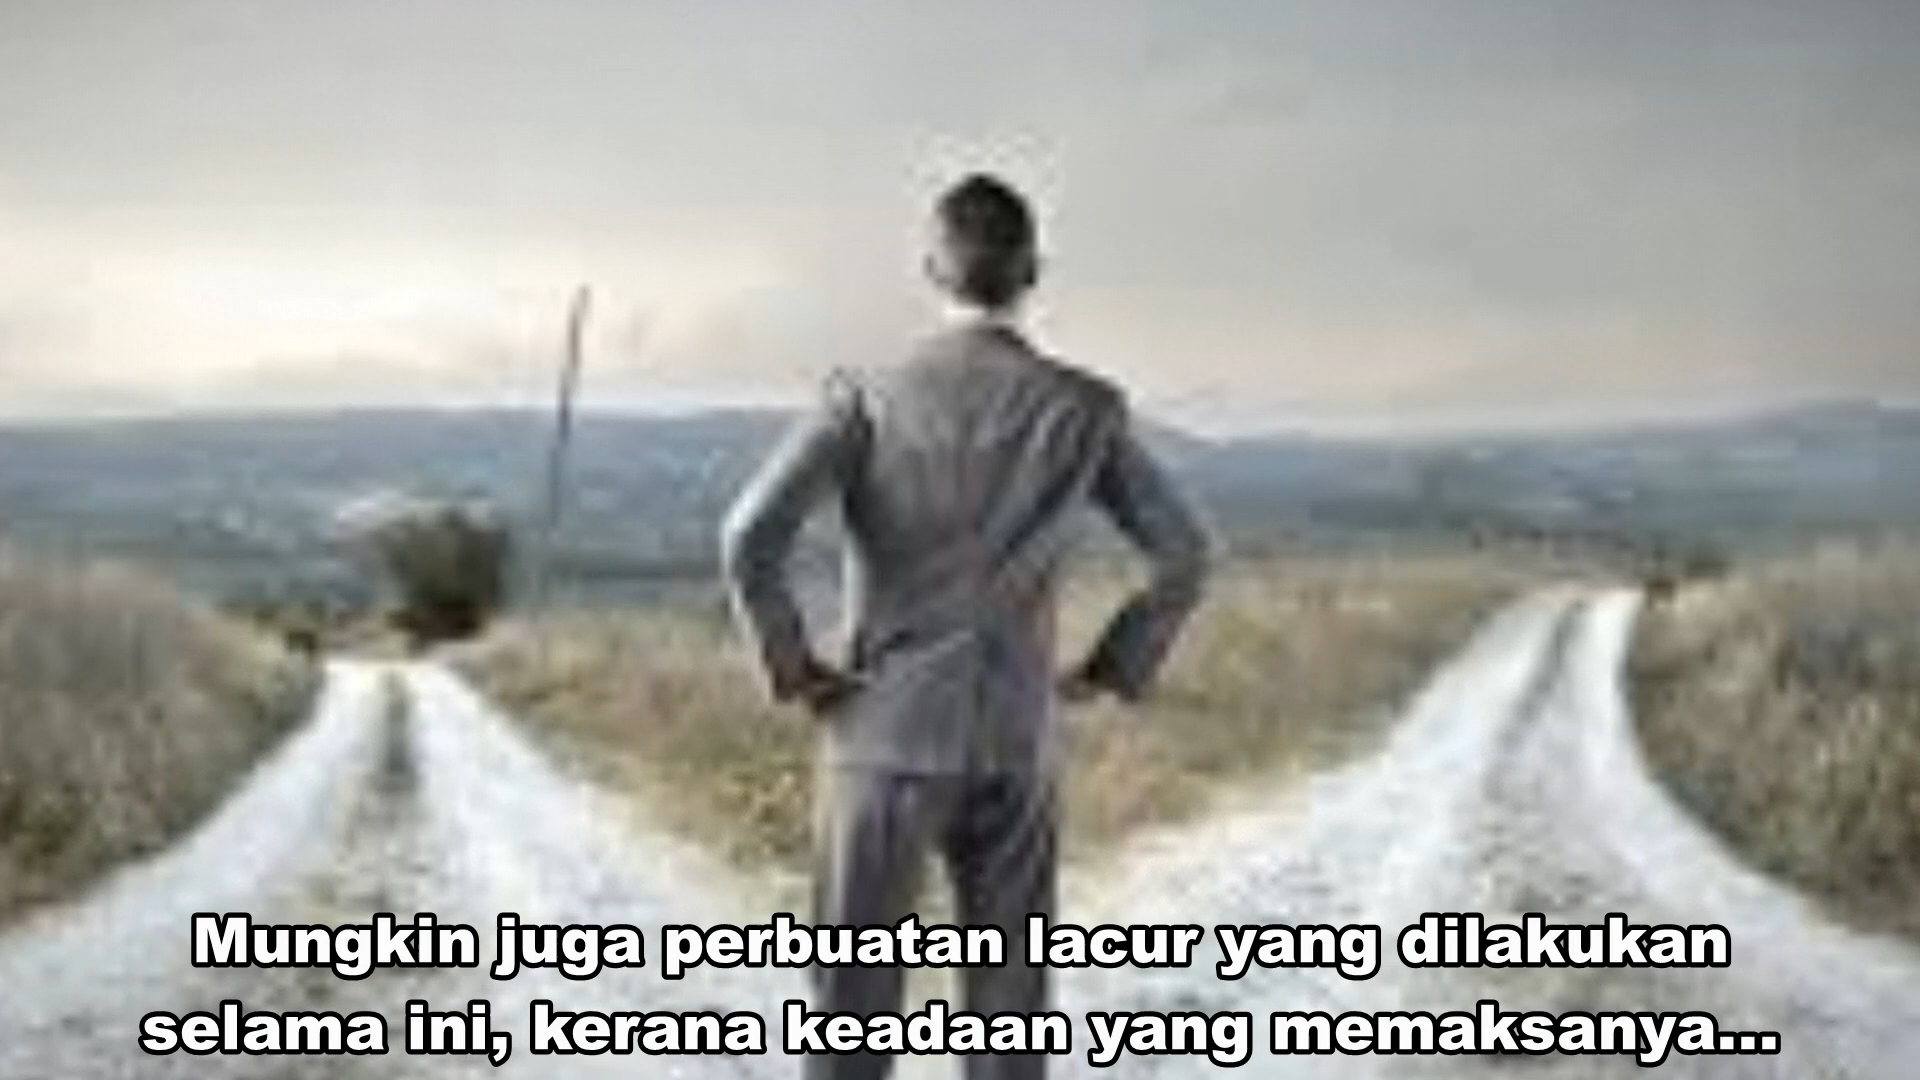 Mungkin juga perbuatan lacur yang dilakukan
selama ini, kerana keadaan yang memaksanya...